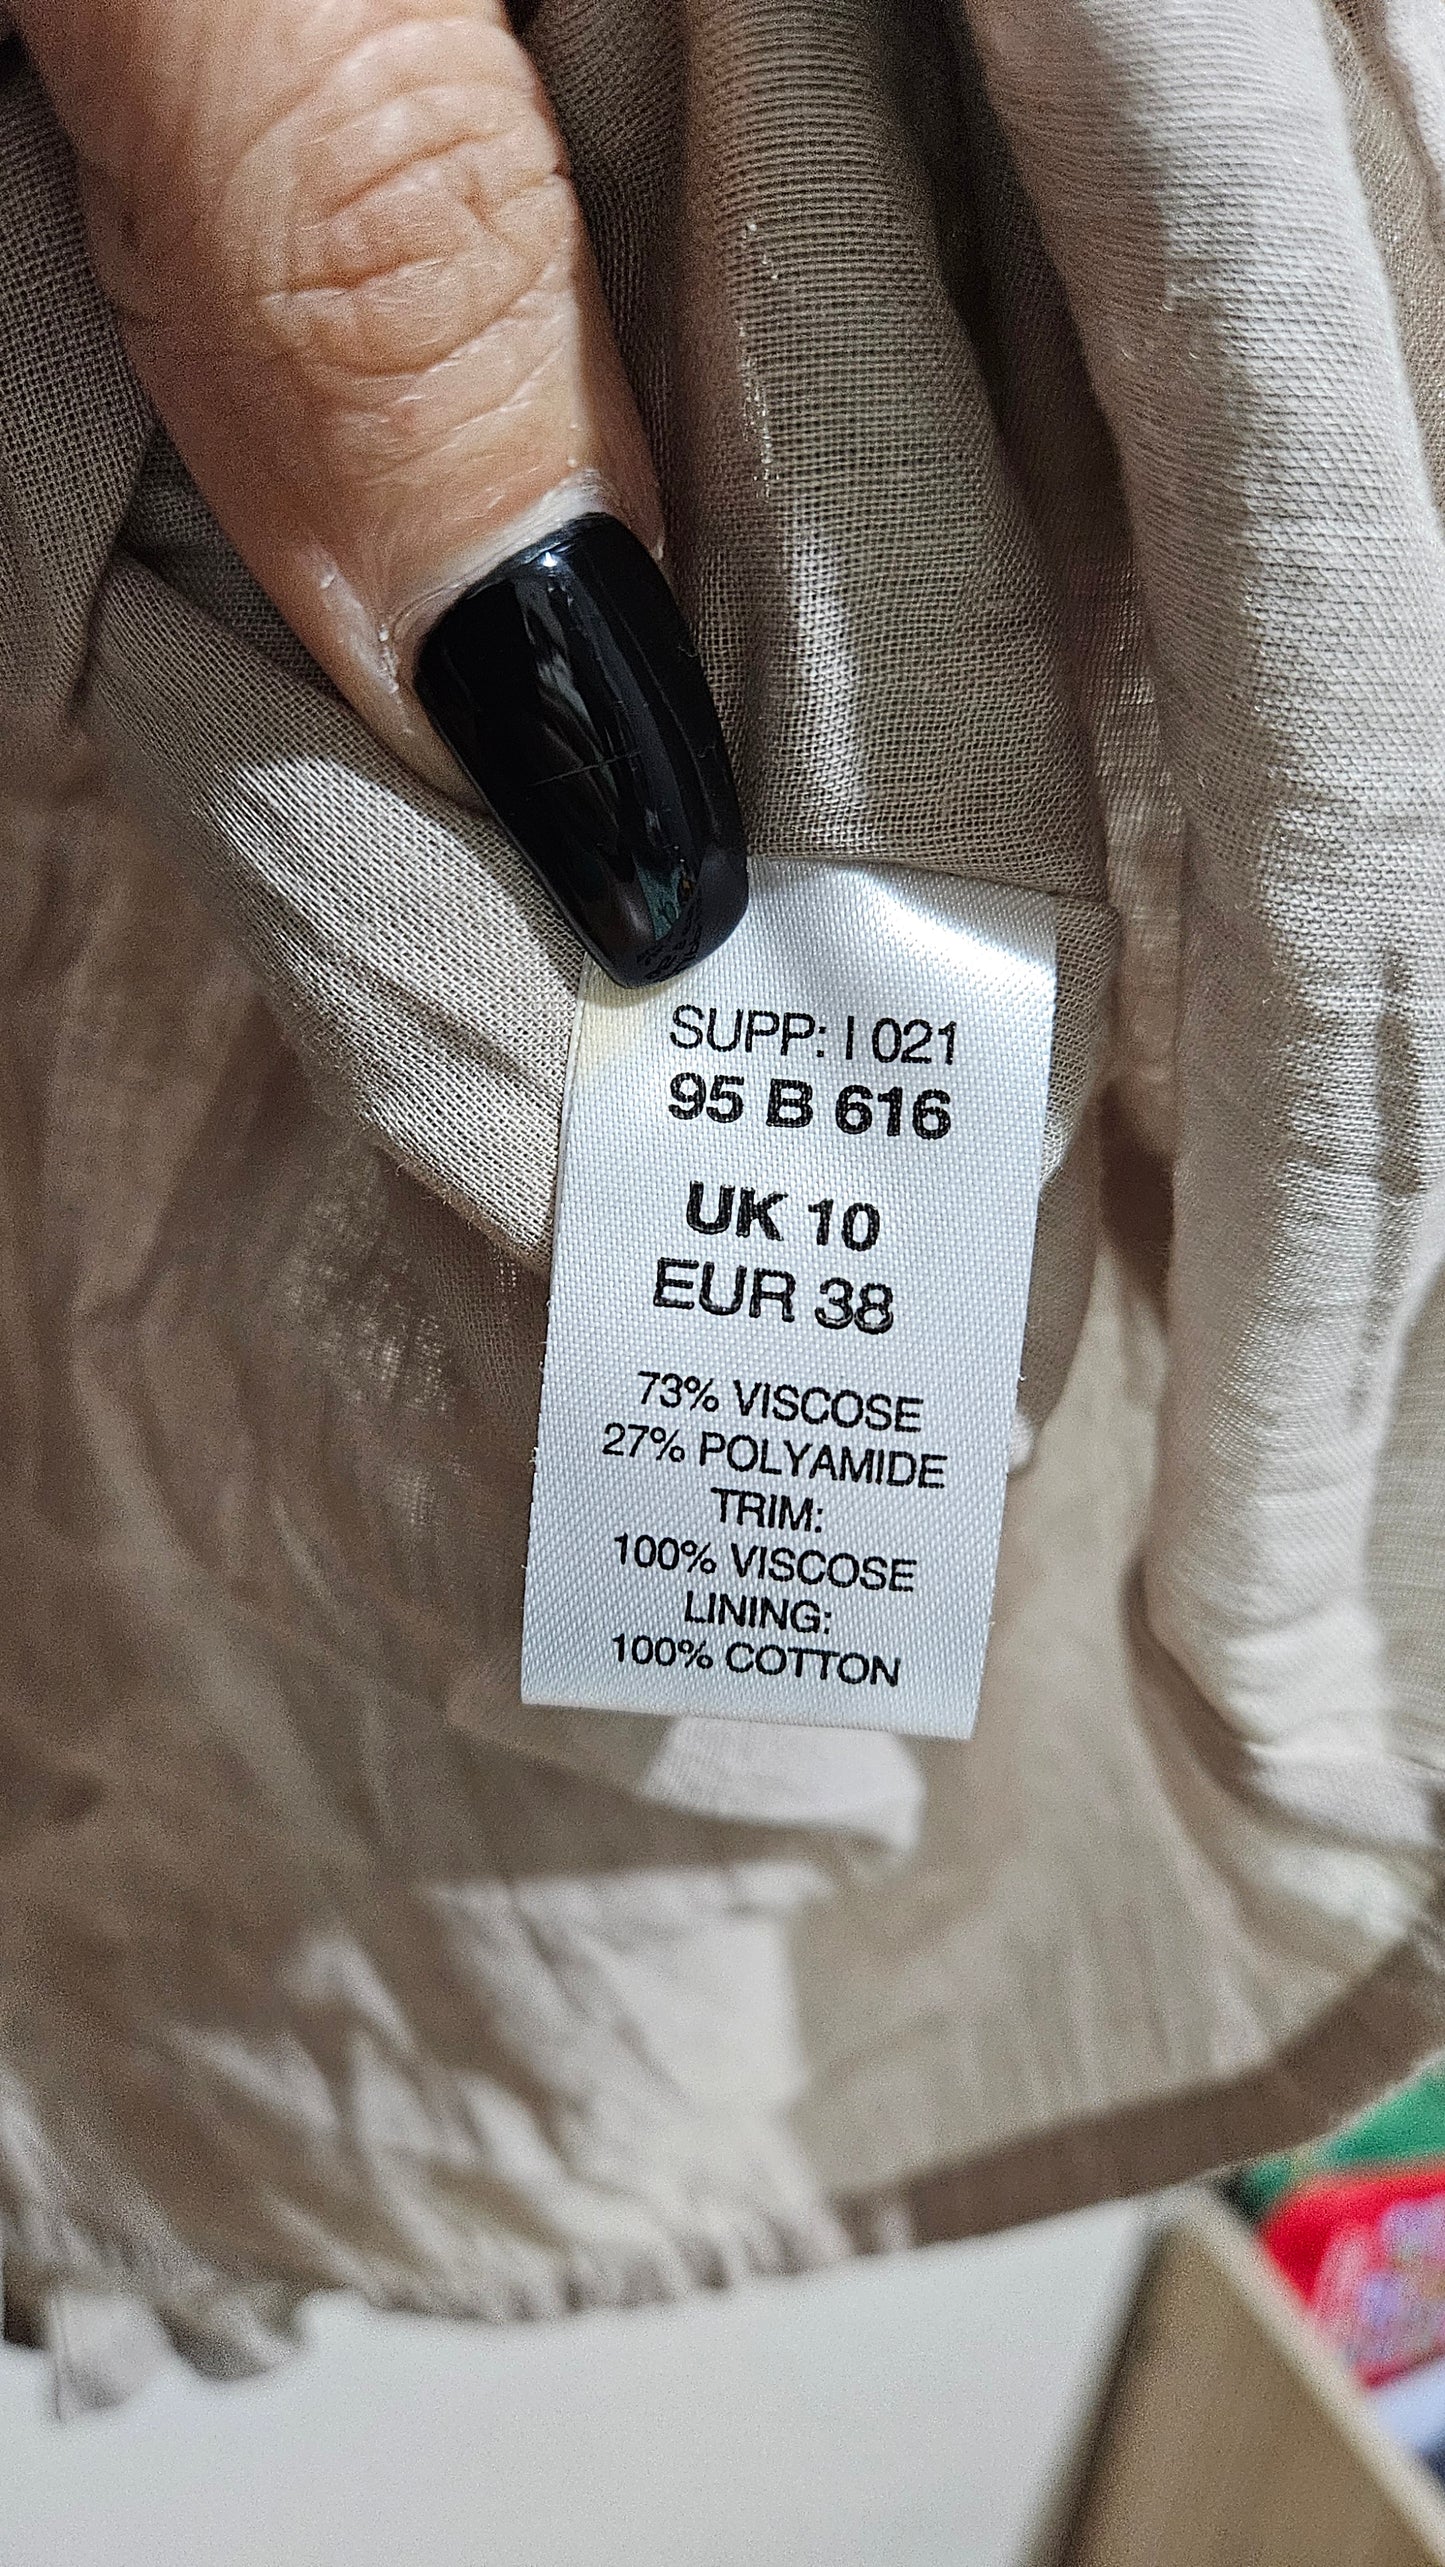 SUPP: I 021
95 B 616
UK 10
EUR 38
73% VISCOSE
27% POLYAMIDE
TRIM:
100% VISCOSE
LINING:
100% COTTON